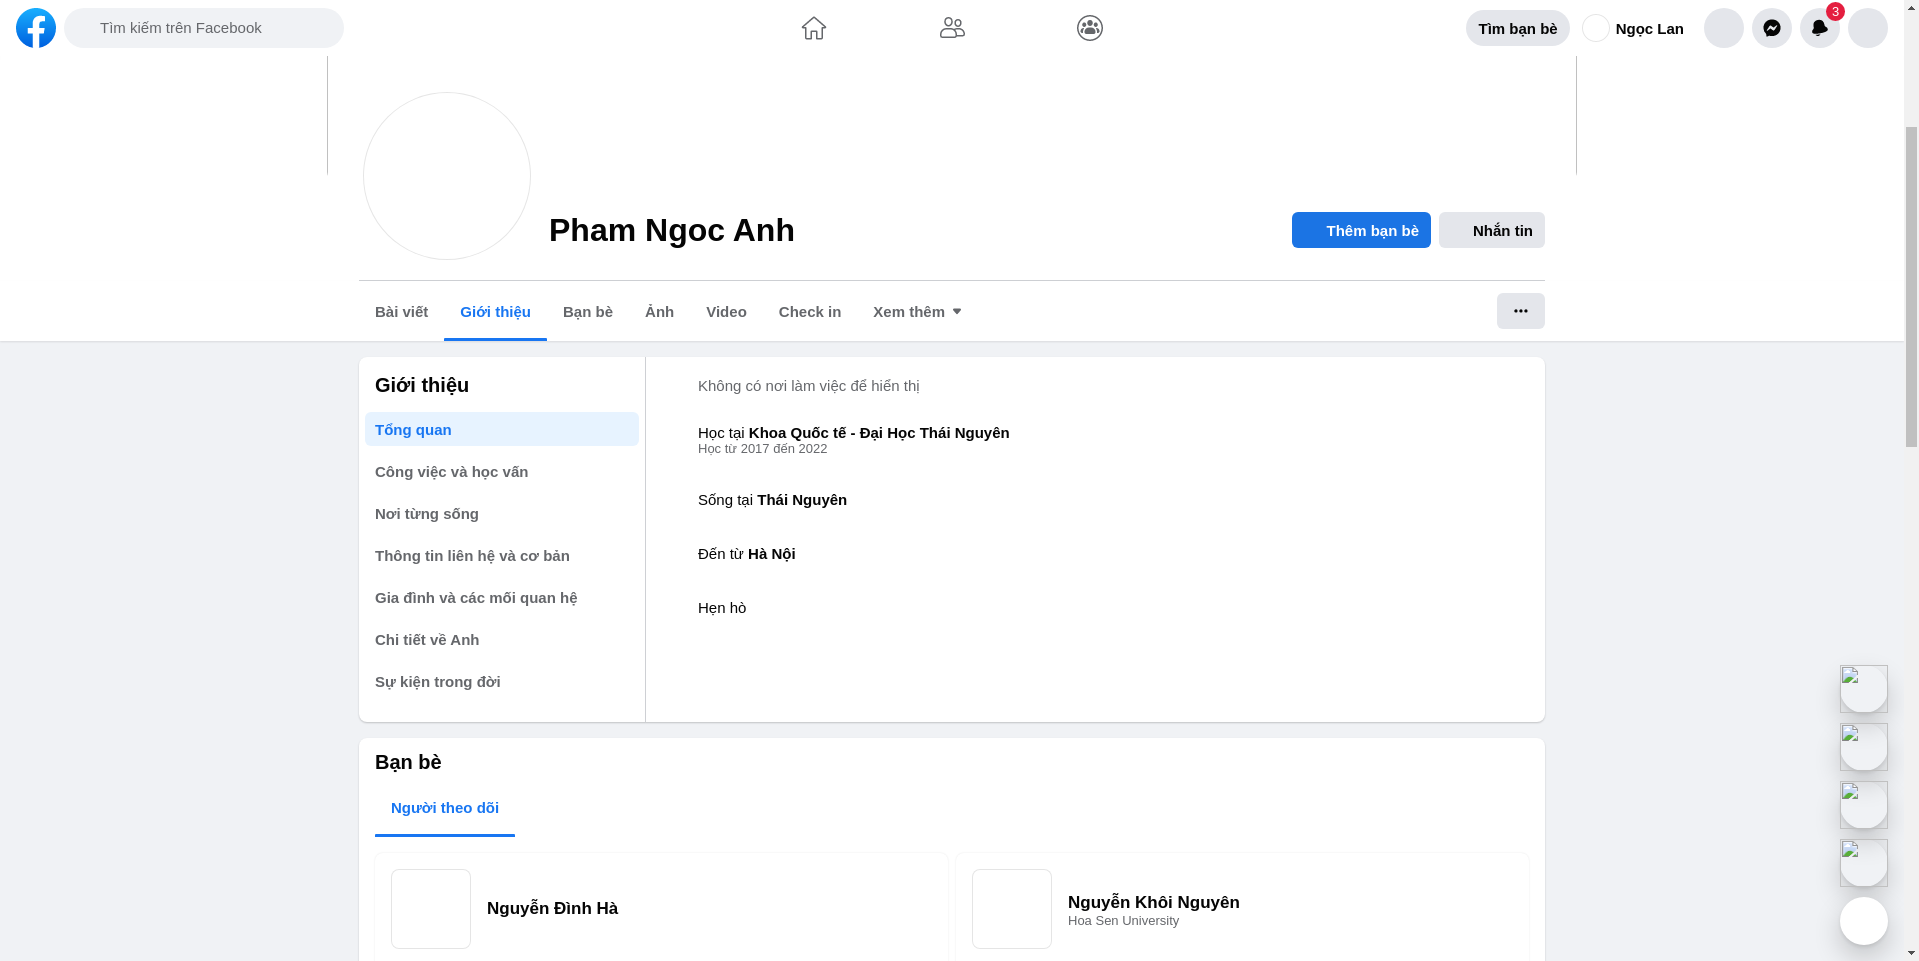 Tìm kiếm trên Facebook
Tìm bạn bè
Ngọc Lan
3
Pham Ngoc Anh
Thêm bạn bè
Nhắn tin
Bài viết
Giới thiệu
Bạn bè
Ảnh
Video
Check in
Xem thêm
Giới thiệu
Tổng quan
Công việc và học vấn
Nơi từng sống
Thông tin liên hệ và cơ bản
Gia đình và các mối quan hệ
Chi tiết về Anh
Sự kiện trong đời
Không có nơi làm việc để hiển thị
Học tại Khoa Quốc tế - Đại Học Thái Nguyên
Học từ 2017 đến 2022
Sống tại Thái Nguyên
Đến từ Hà Nội
Hẹn hò
Bạn bè
Người theo dõi
Nguyễn Đình Hà
Nguyễn Khôi Nguyên
Hoa Sen University